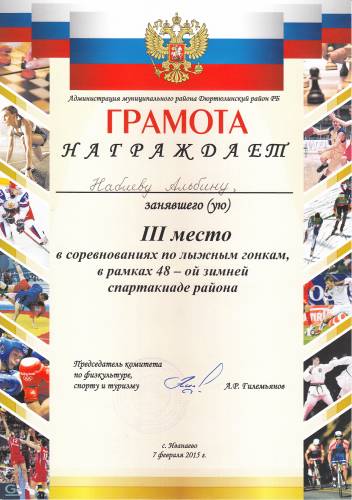 Администрация муниципального района Дюртюлинский район РБ
ГРАМОТА
НАГРАЖДАЕТ
Набиеву Альбину,
занявшего (ую)
III место
в соревнованиях по лыжным гонкам,
в рамках 48 – ой зимней
спартакиаде района
Председатель комитета
по физкультуре,
спорту и туризму
А.Р. Гилемьянов
с. Иванаево
7 февраля 2015 г.